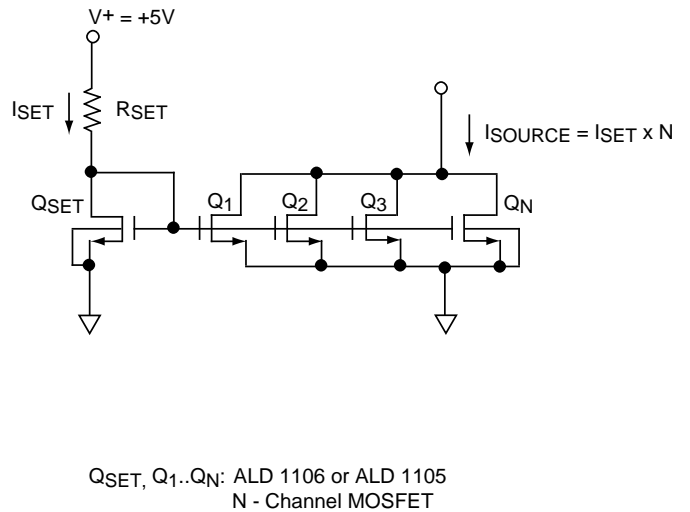 V+ = +5V
ISET
RSET
ISOURCE = ISET x N
QSET
Q1
Q2
Q3
QN
QSET, Q1..QN: ALD 1106 or ALD 1105
N - Channel MOSFET